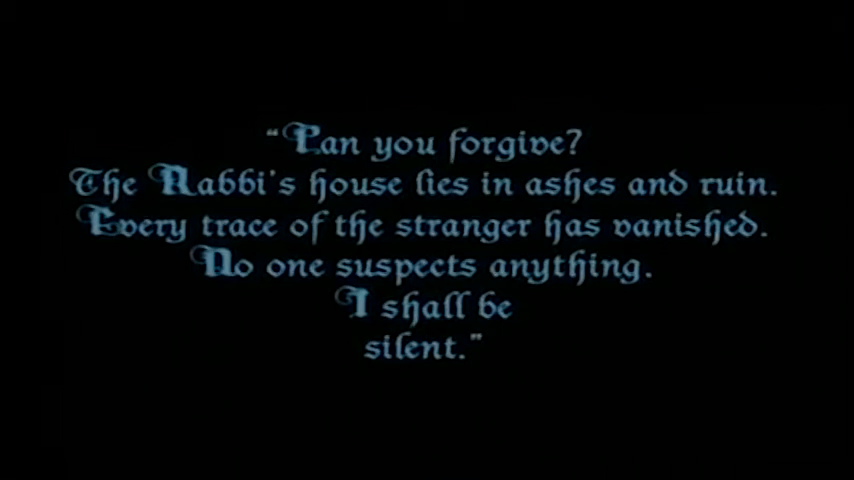 "Can you forgive?
The Rabbi's house lies in ashes and ruin.
Every trace of the stranger has vanished.
No one suspects anything.
I shall be
silent."